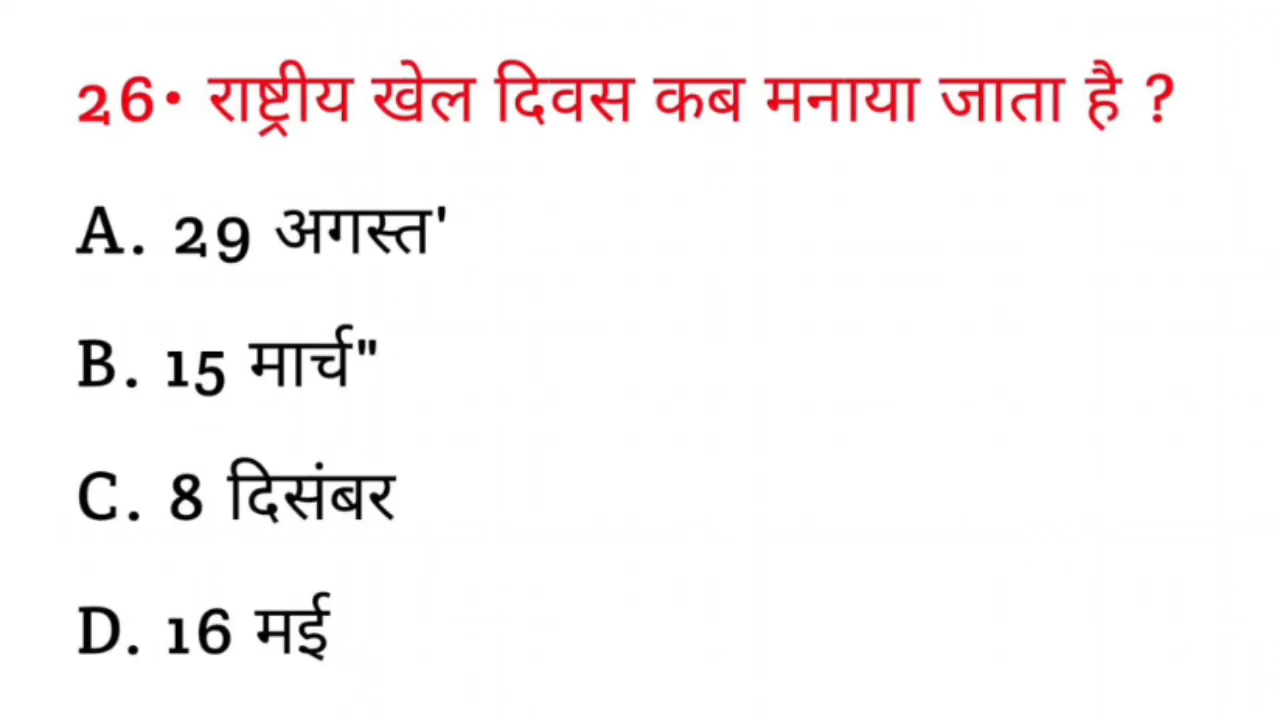 26• राष्ट्रीय खेल दिवस कब मनाया जाता है ?
A. 29 अगस्त'
B. 15 मार्च"
C. 8 दिसंबर
D. 16 मई